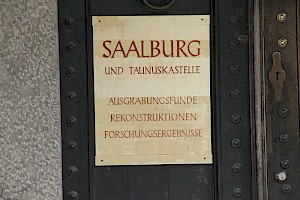 SAALBURG
UND TAUNUSKASTELLE
AUSGRABUNGSFUNDE
REKONSTRUKTIONEN
FORSCHUNGSERGEBNISSE